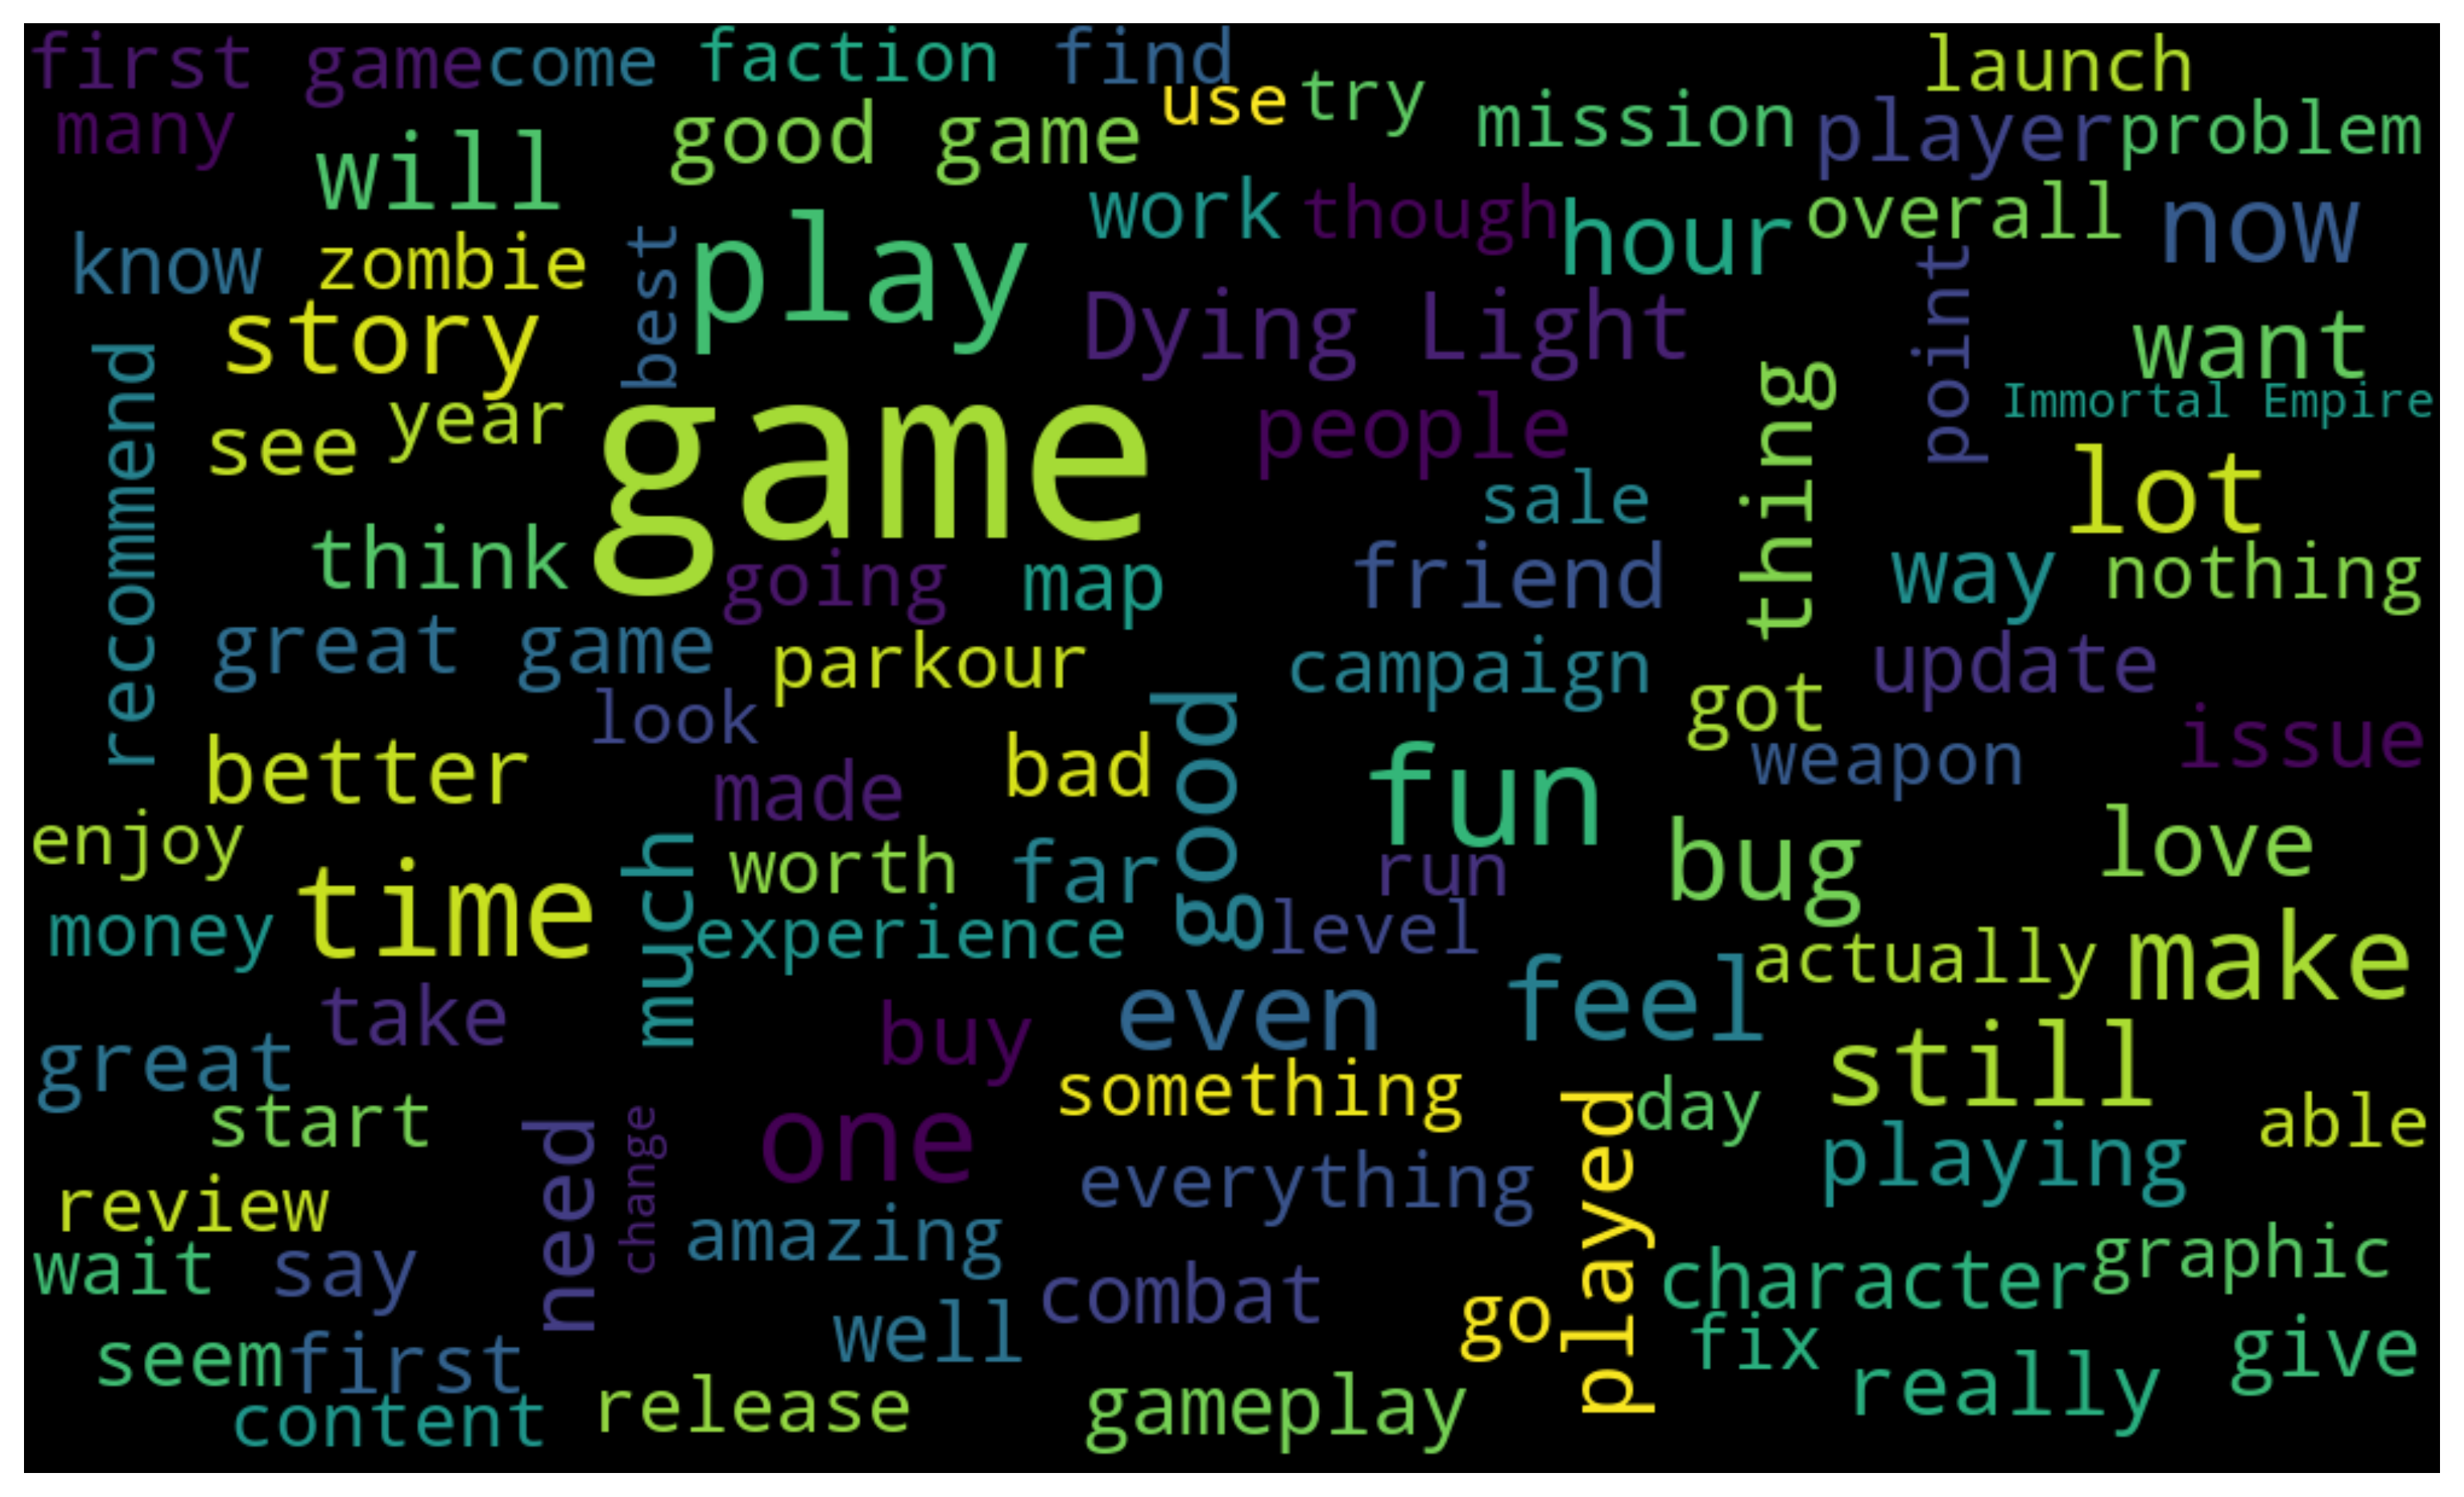 first game
come
faction
find
launch
many
will
good game
use
try
mission
player
problem
know
zombie
best
play
work
though
hour
overall
now
story
Dying Light
point
want
recommend
see
year
game
people
thing
Immortal Empire
lot
sale
think
going
map
friend
way
nothing
great game
parkour
campaign
update
look
got
issue
better
made
bad
good
fun
weapon
enjoy
much
worth
far
run
bug
love
money
time
experience
level
actually
make
great
take
buy
even
feel
still
start
need
change
one
something
played
day
able
review
everything
playing
wait
say
amazing
combat
go
character
graphic
seem
first
well
fix
really
give
content
release
gameplay